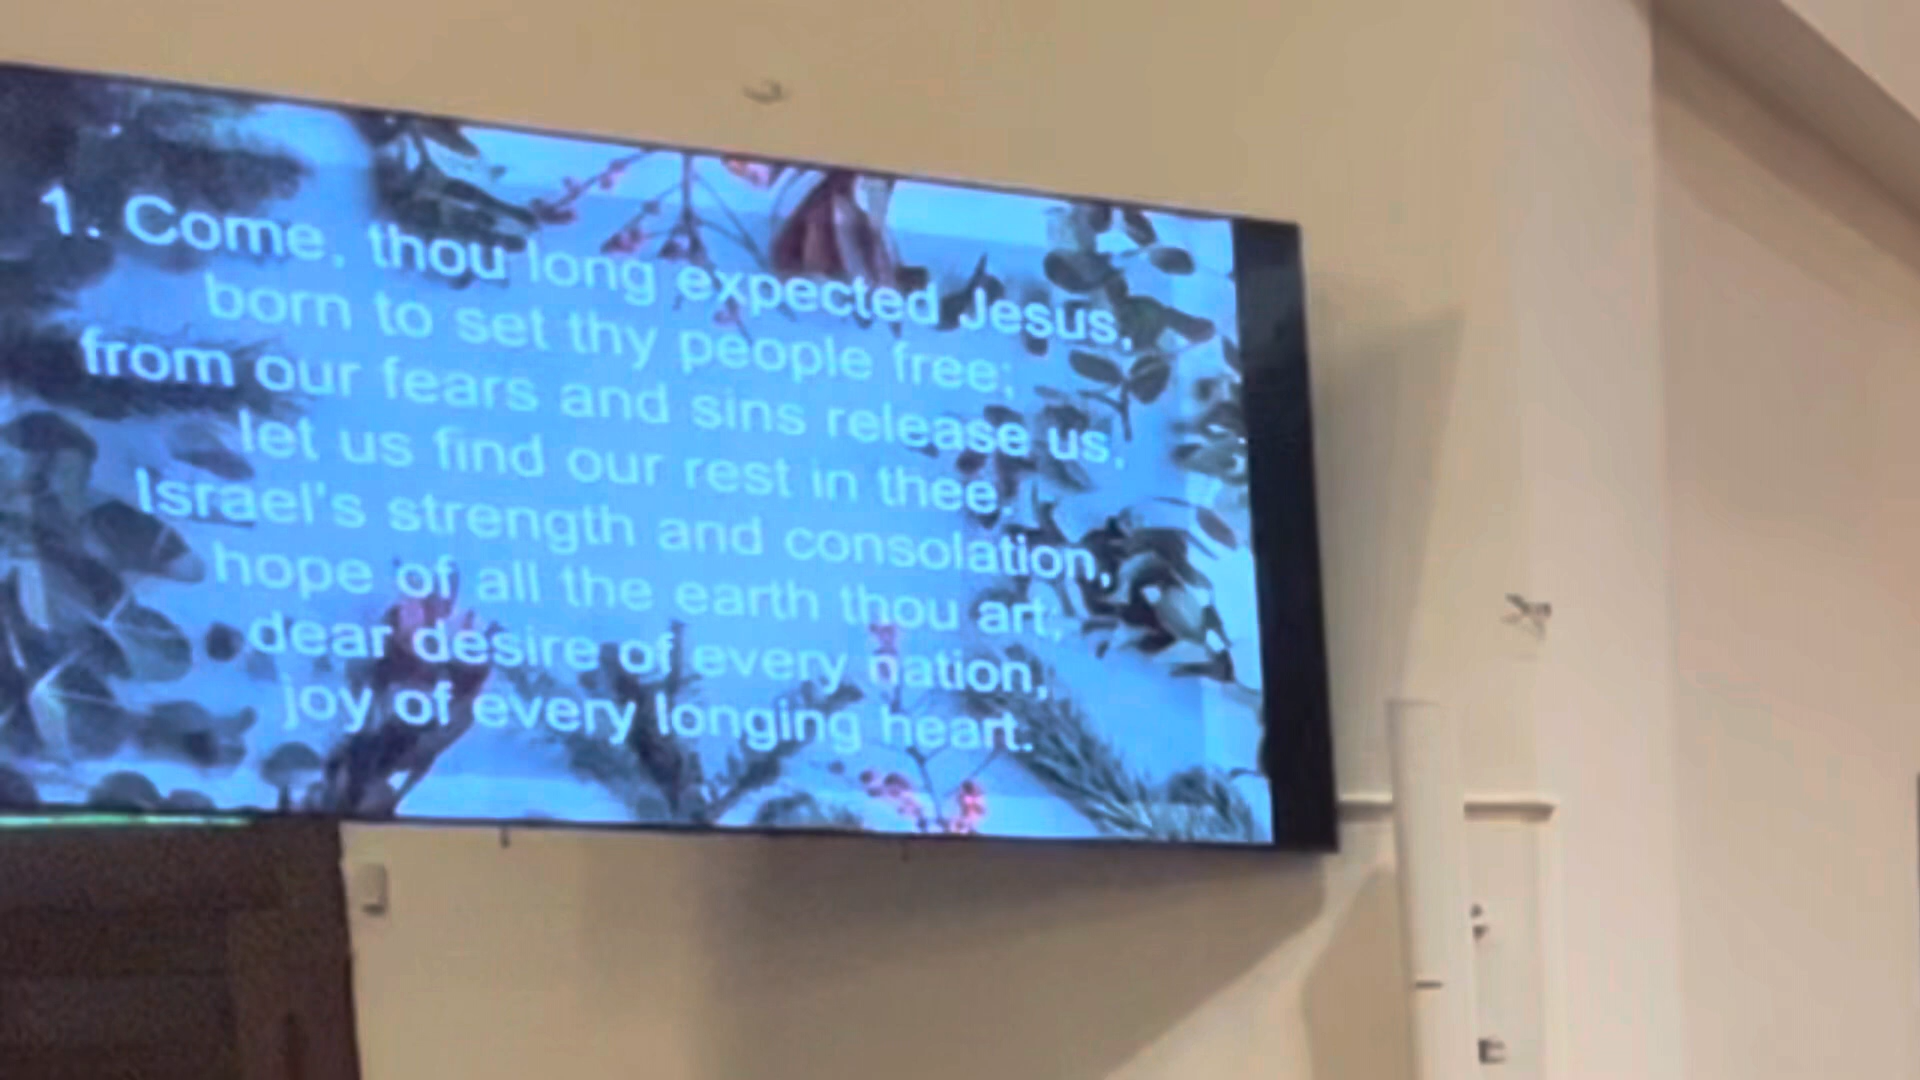 1. Come, thou long expected Jesus,
born to set thy people free;
from our fears and sins release us,
let us find our rest in thee.
Israel's strength and consolation,
hope of all the earth thou art;
dear desire of every nation,
joy of every longing heart.